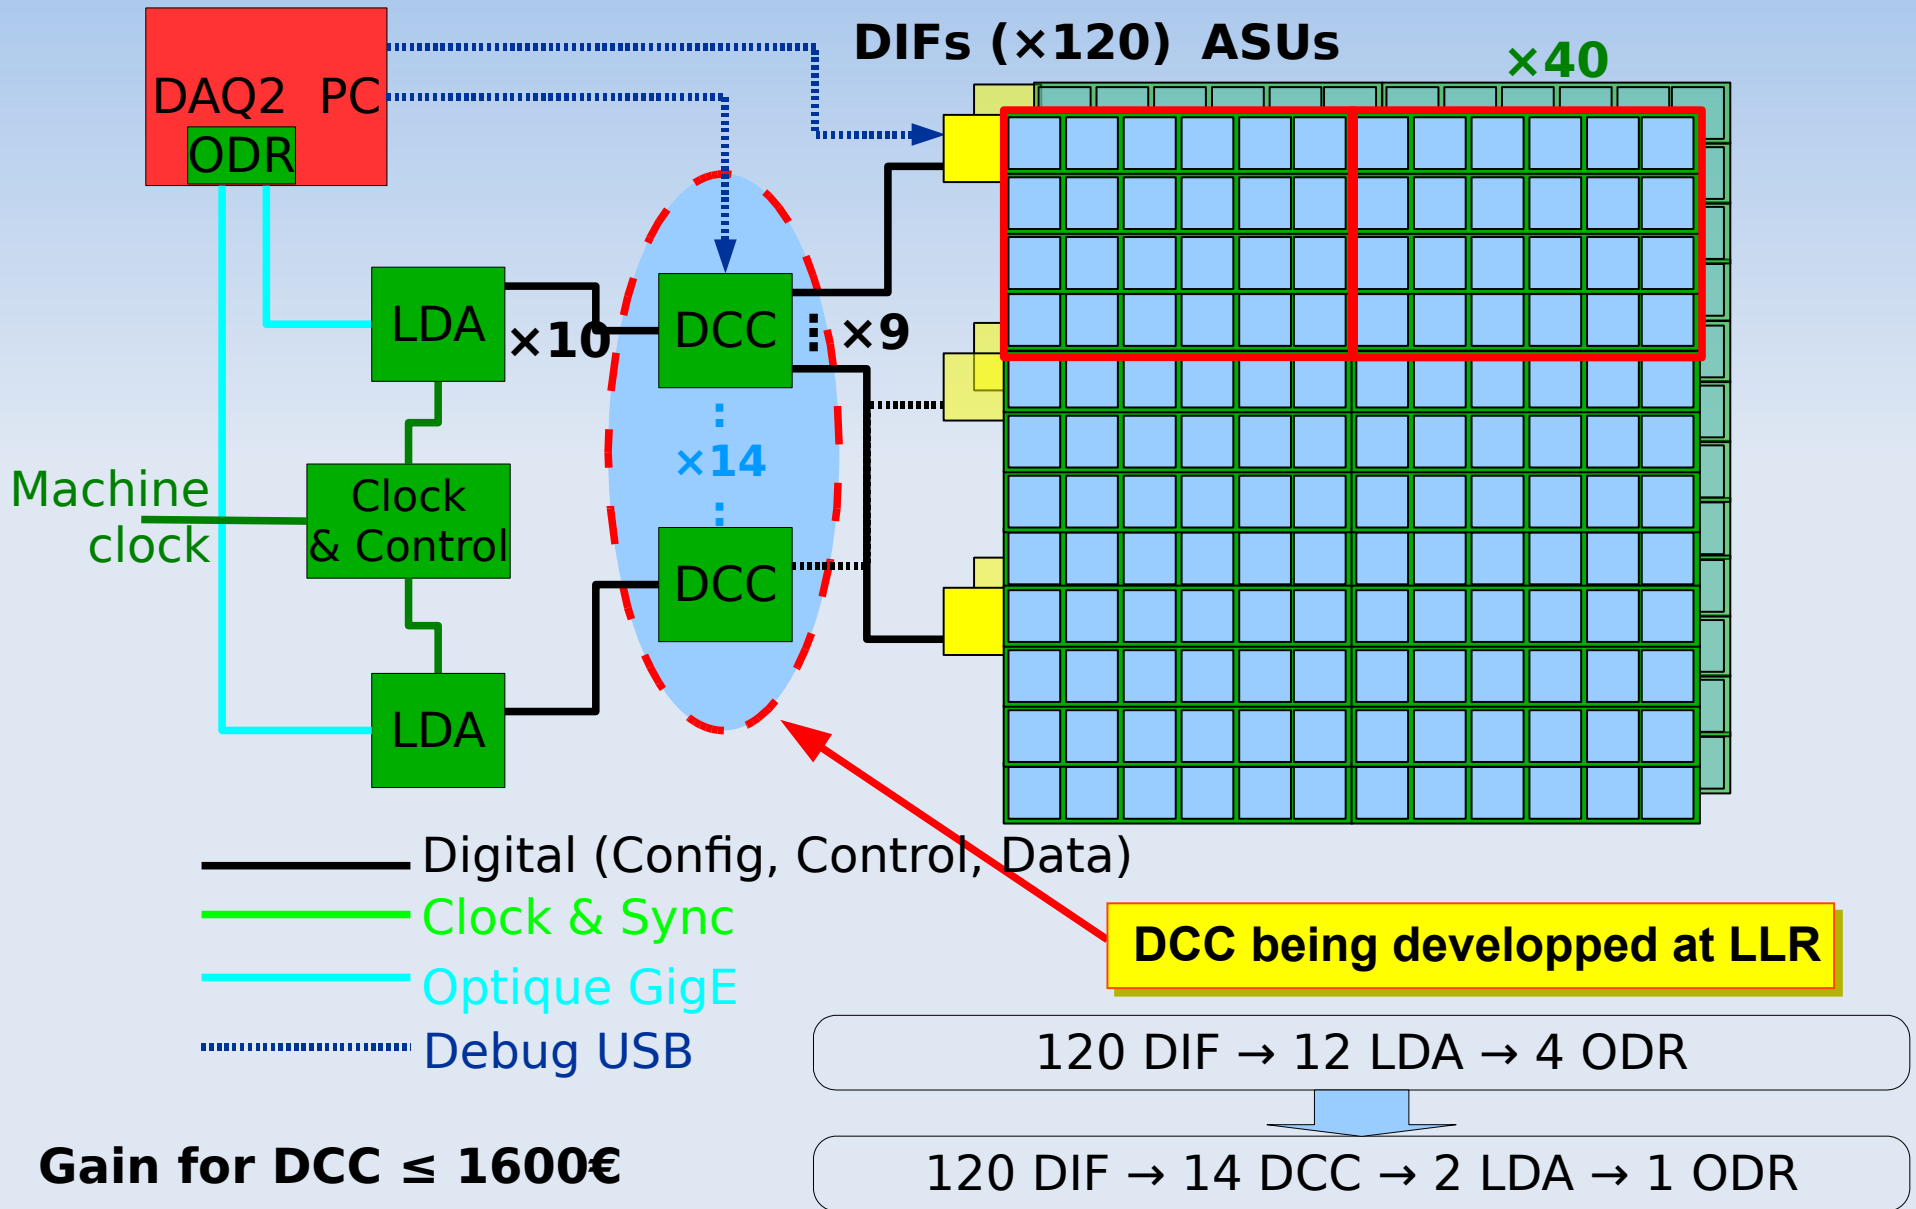 DIFs (×120) ASUs
×40
DAQ2 PC
ODR
LDA
×10
DCC
⋮ ×9
⋮
×14
⋮
Machine
clock
Clock
& Control
DCC
LDA
Digital (Config, Control, Data)
Clock & Sync
Optique GigE
Debug USB
DCC being developped at LLR
120 DIF → 12 LDA → 4 ODR
Gain for DCC ≤ 1600€
120 DIF → 14 DCC → 2 LDA → 1 ODR